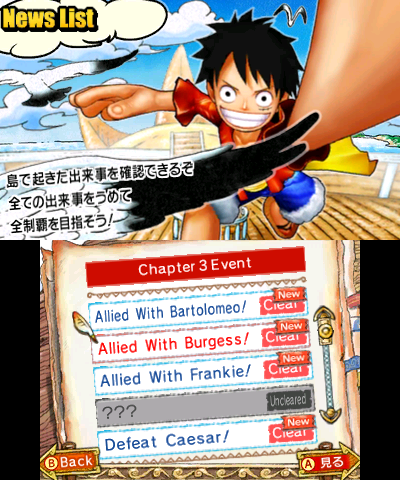 News List
島で起きだ出来事を確認できるぞ
全ての出来事をうめて
全制覇を目指そう!
Chapter 3 Event
New
Allied With Bartolomeo! Clear
New
Allied With Burgess! Clear
New
Allied With Frankie! Clear
??? Uncleared
New
Defeat Caesar! Clear
B Back
A 見る